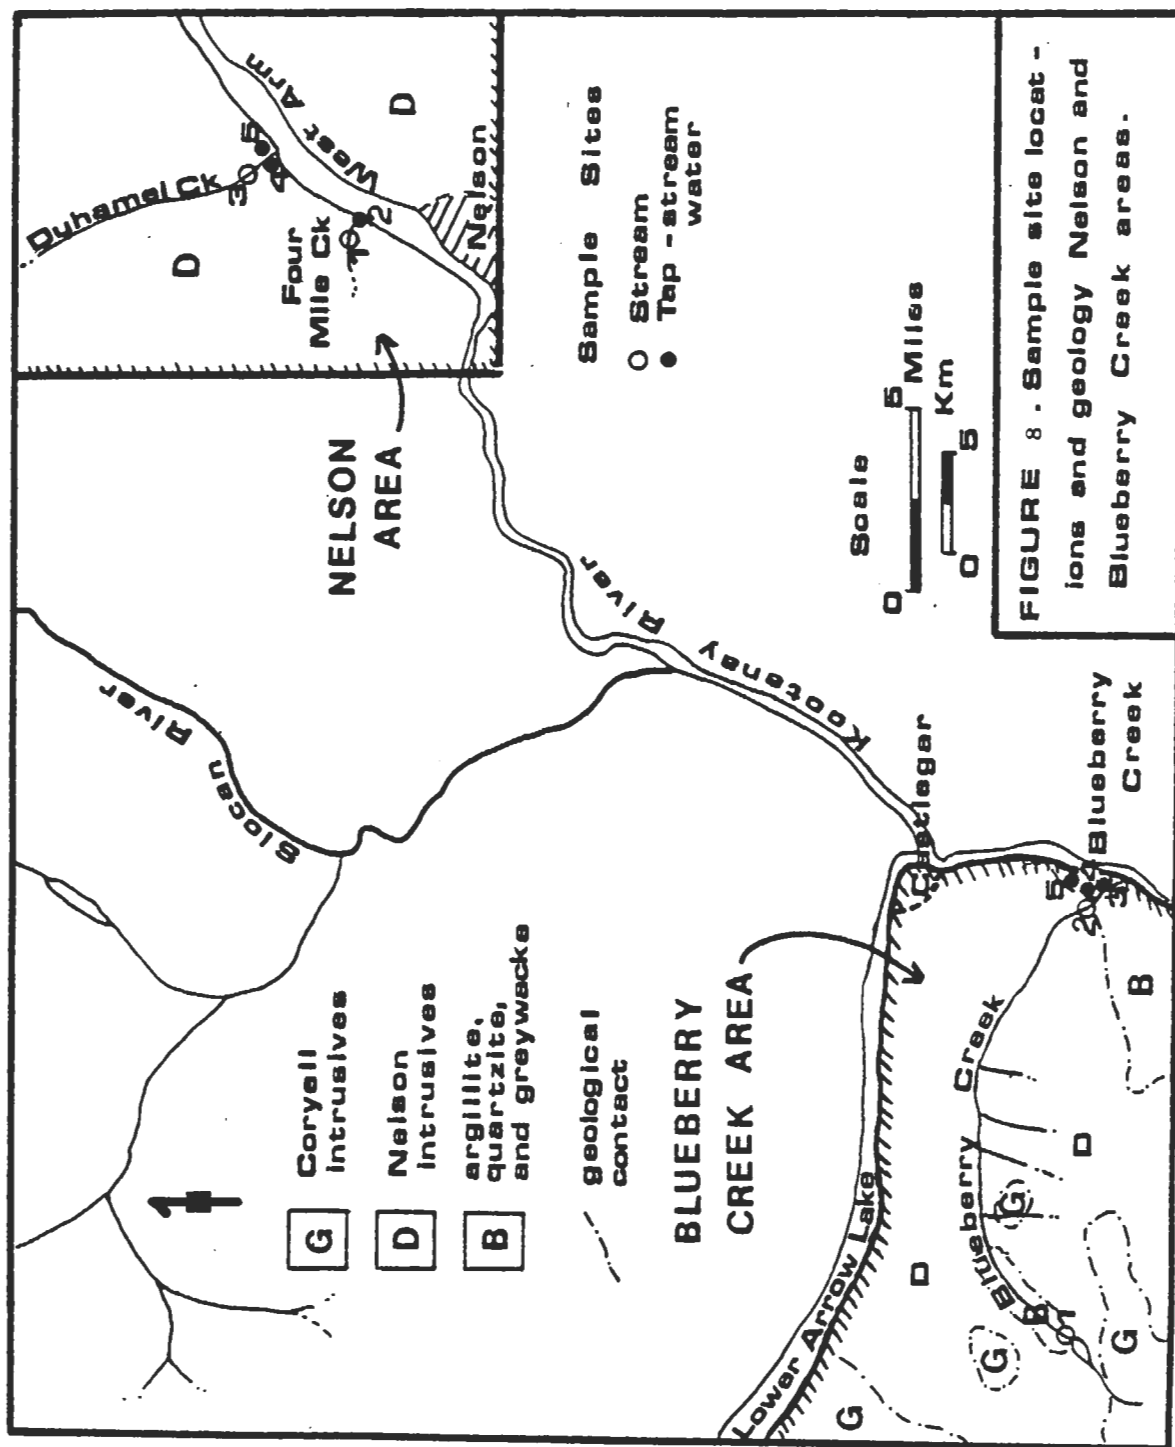 Duhamel Ck
West Arm
D
D
3
5
4
Four
Mile Ck
1
2
Nelson
NELSON
AREA
Slocan River
Kootenay River
Sample Sites
Stream
Tap-stream
water
G
Coryell
intrusives
D
Nelson
intrusives
B
argillite,
quartzite,
and greywacke
geological
contact
Scale
0 5
Miles
Km
0 5
BLUEBERRY
CREEK AREA
Castlegar
Lower Arrow Lake
Blueberry Creek
Blueberry
Creek
5
4
3
2
1
G
D
G
B
G
G
D
B
FIGURE 8. Sample site locat-
ions and geology Nelson and
Blueberry Creek areas.